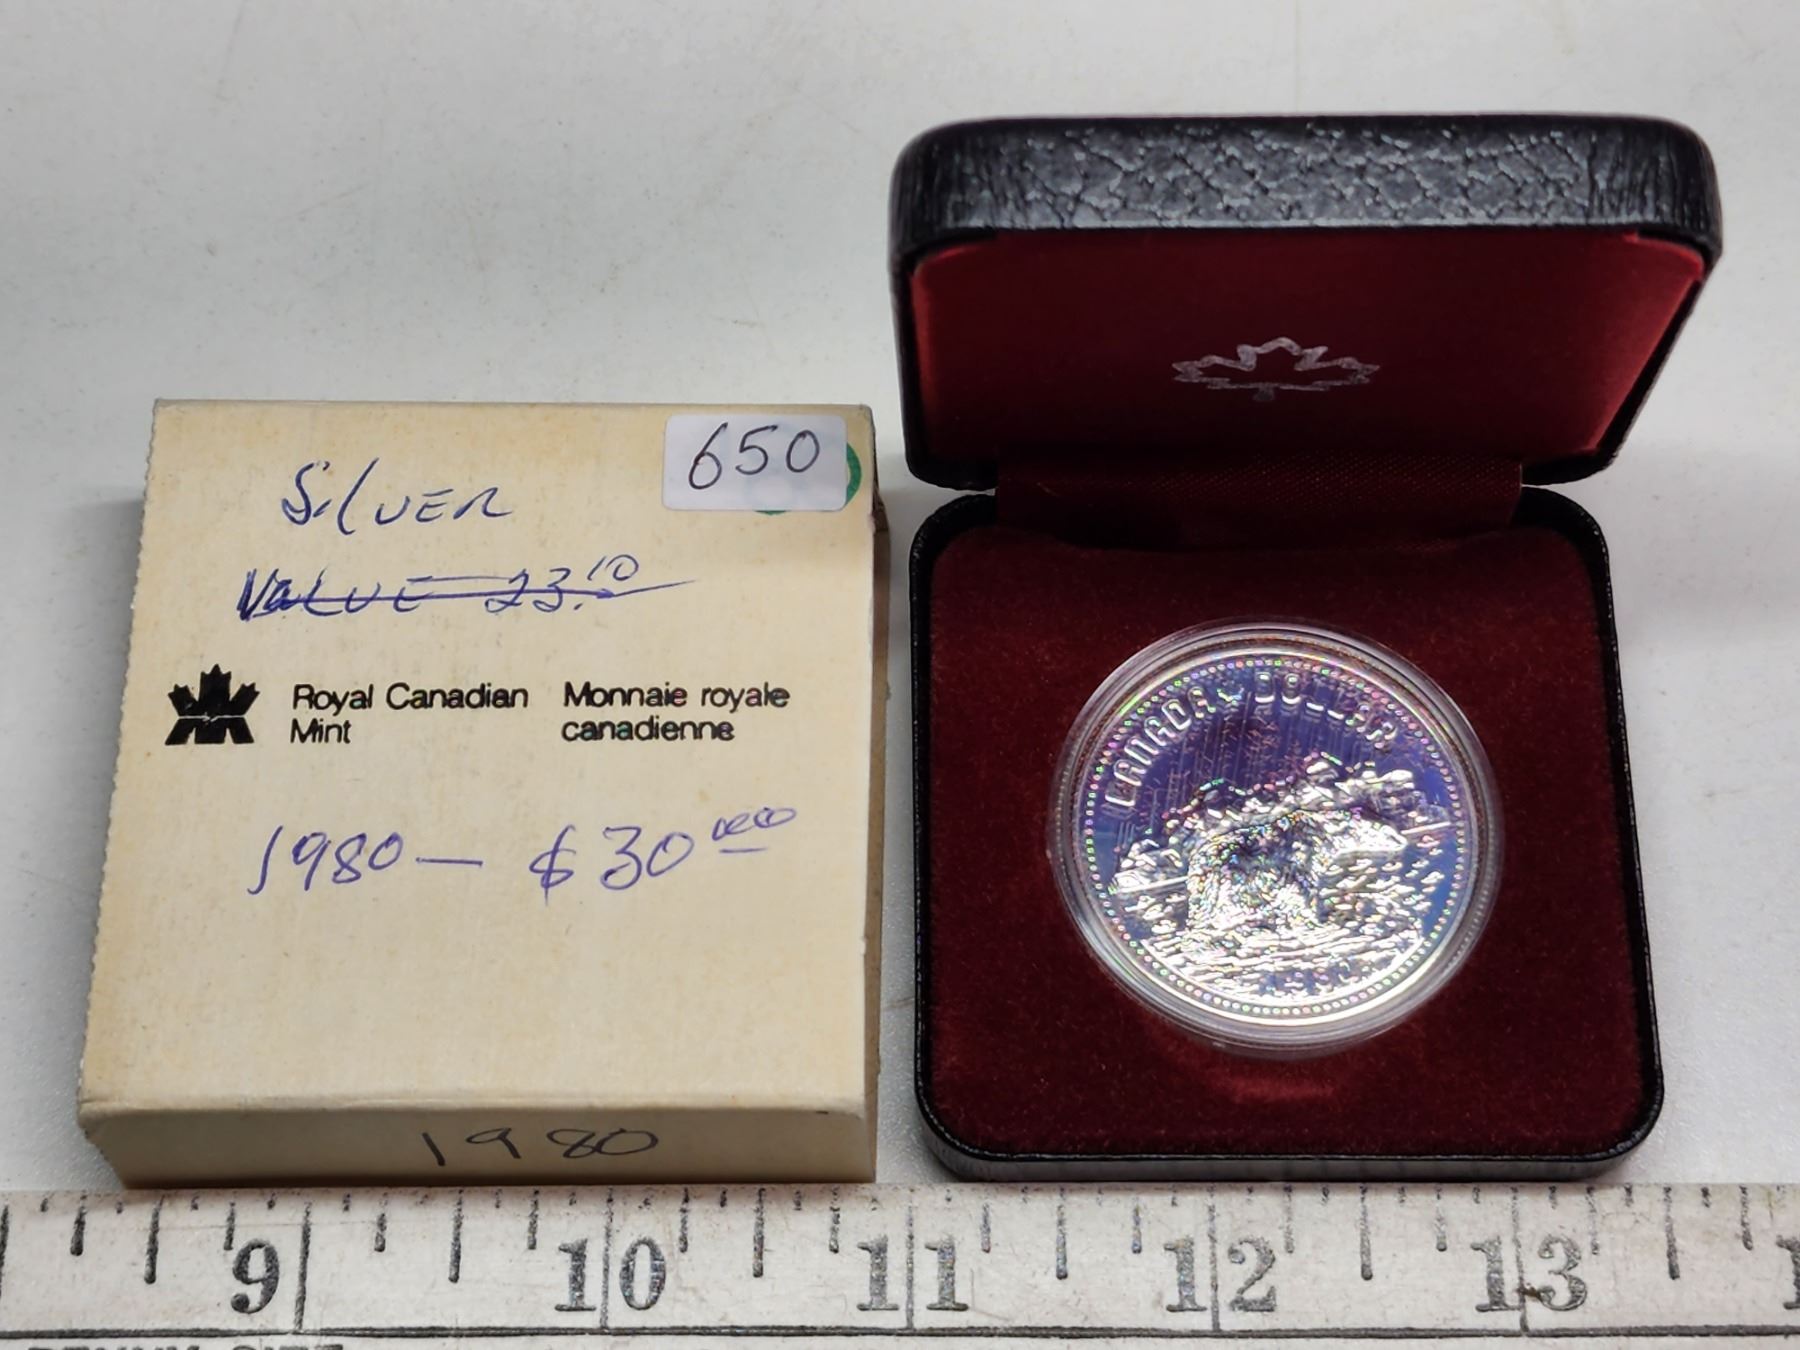 650
Silver
Value 23.10
Royal Canadian Mint
Monnaie royale canadienne
1980 — $30
1980
CANADA DOLLAR
9 10 11 12 13